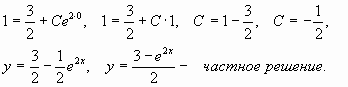 1 = 3/2 + Ce^{2·0}, 1 = 3/2 + C·1, C = 1 − 3/2, C = −1/2,
y = 3/2 − 1/2 e^{2x}, y = (3 − e^{2x})/2 − частное решение.